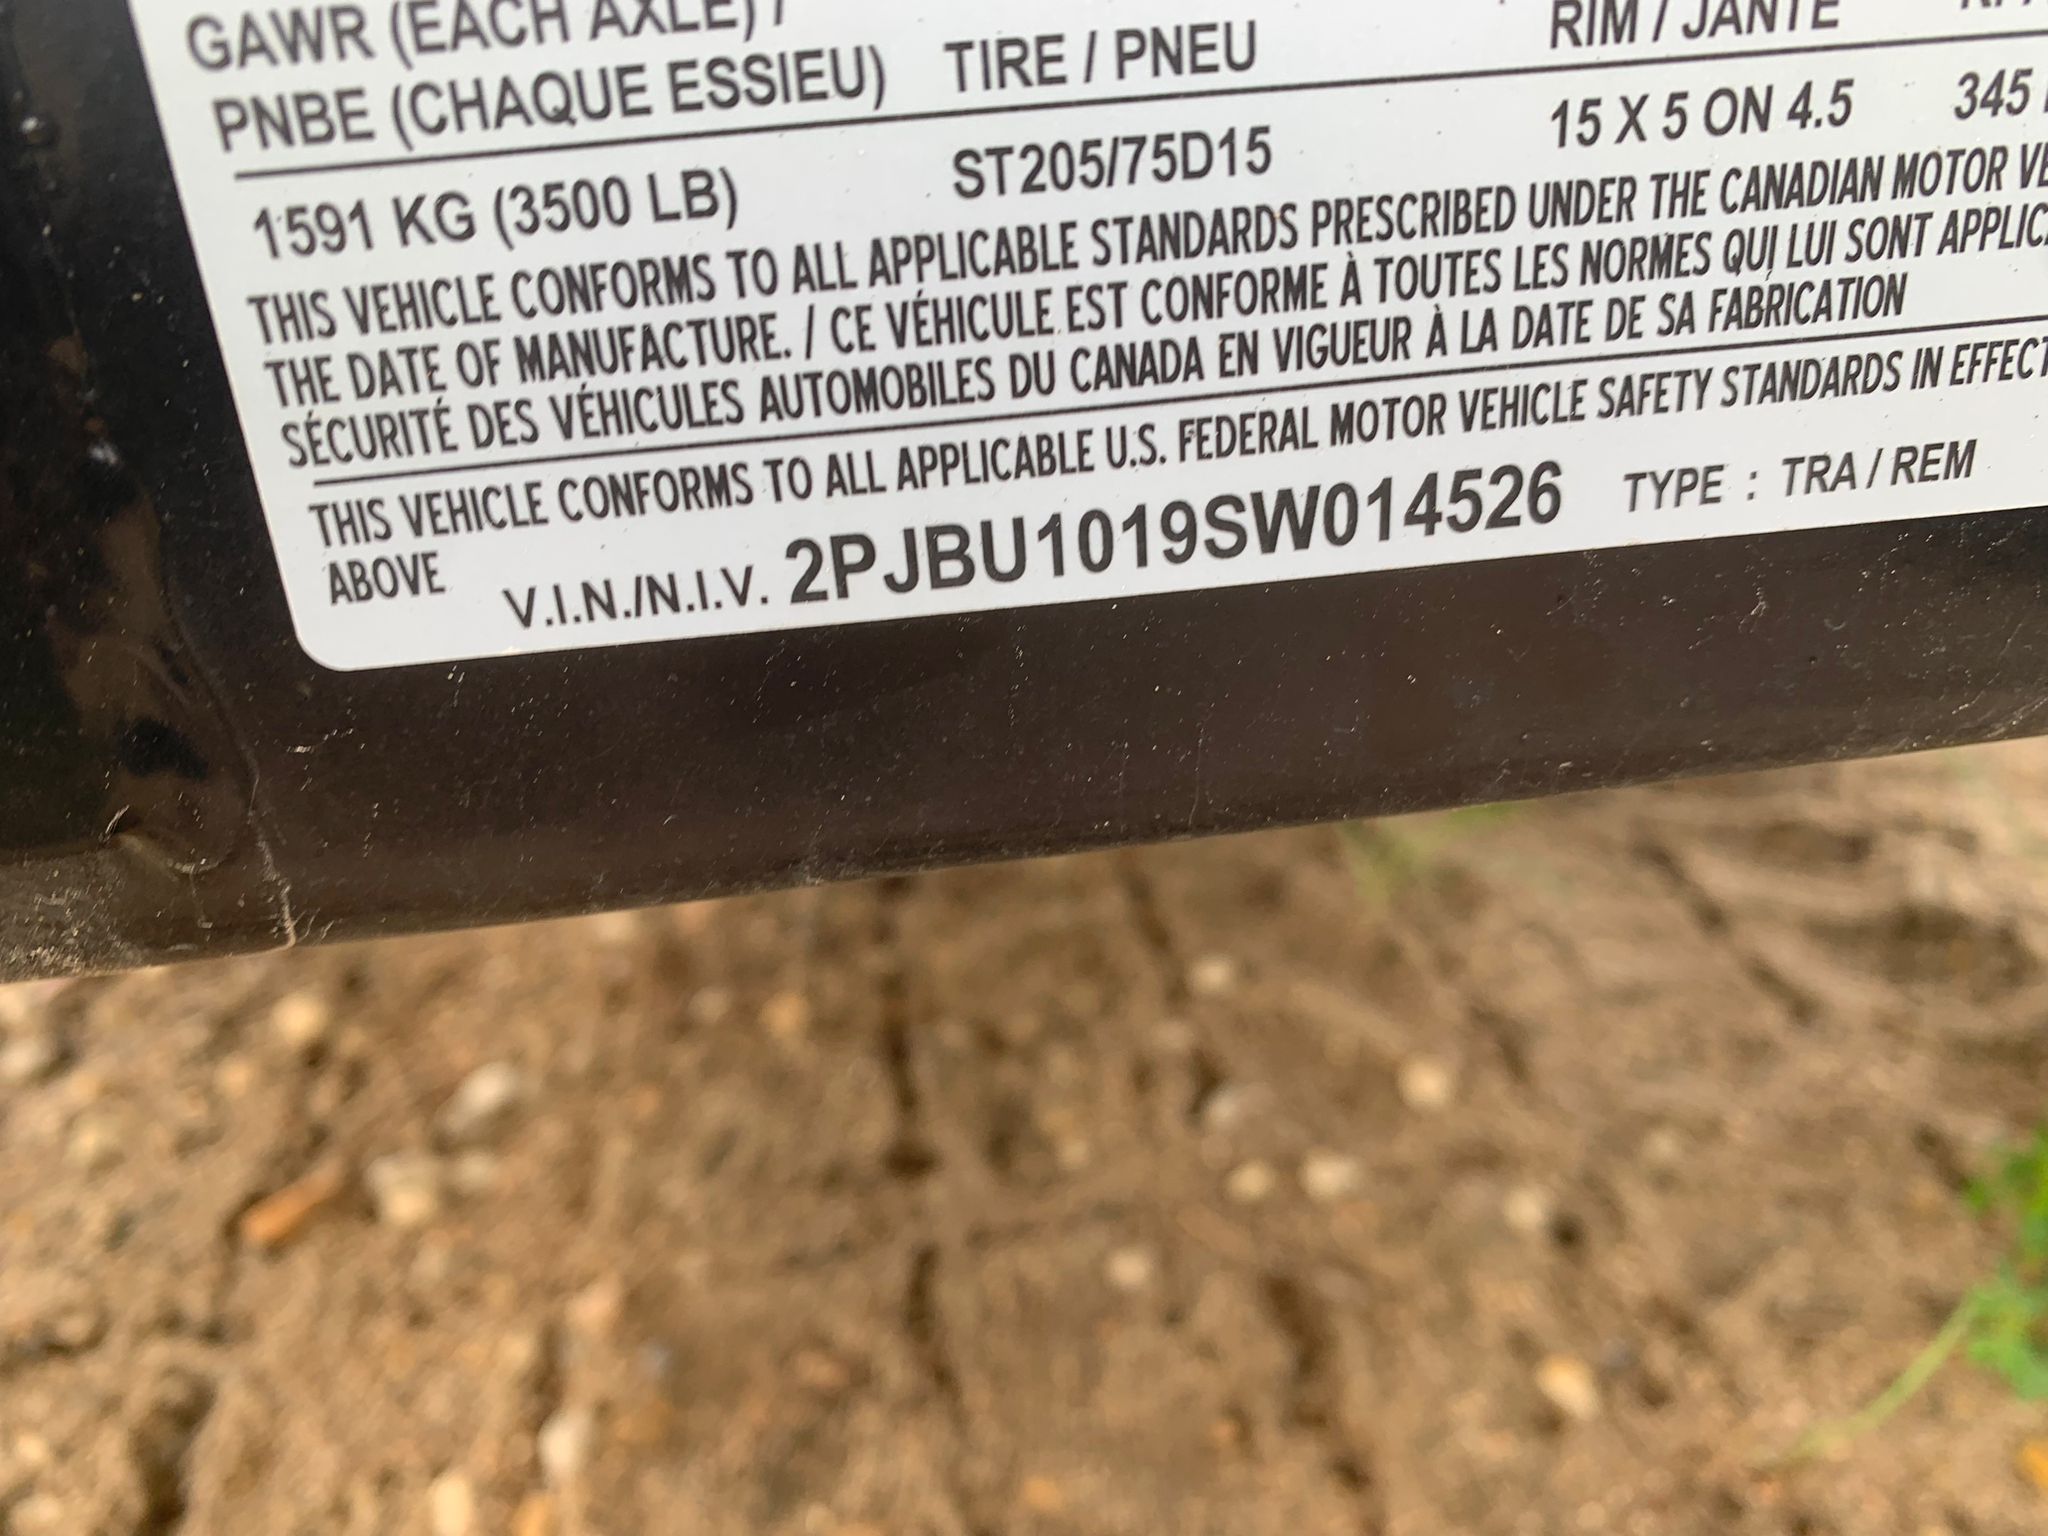 GAWR (EACH AXLE) /
PNBE (CHAQUE ESSIEU) TIRE / PNEU RIM / JANTE
1591 KG (3500 LB) ST205/75D15 15 X 5 ON 4.5 345
THIS VEHICLE CONFORMS TO ALL APPLICABLE STANDARDS PRESCRIBED UNDER THE CANADIAN MOTOR
THE DATE OF MANUFACTURE. / CE VÉHICULE EST CONFORME À TOUTES LES NORMES QUI LUI SONT
SÉCURITÉ DES VÉHICULES AUTOMOBILES DU CANADA EN VIGUEUR À LA DATE DE SA FABRICATION
THIS VEHICLE CONFORMS TO ALL APPLICABLE U.S. FEDERAL MOTOR VEHICLE SAFETY STANDARDS IN EFFECT
ABOVE V.I.N./N.I.V. 2PJBU1019SW014526 TYPE : TRA / REM